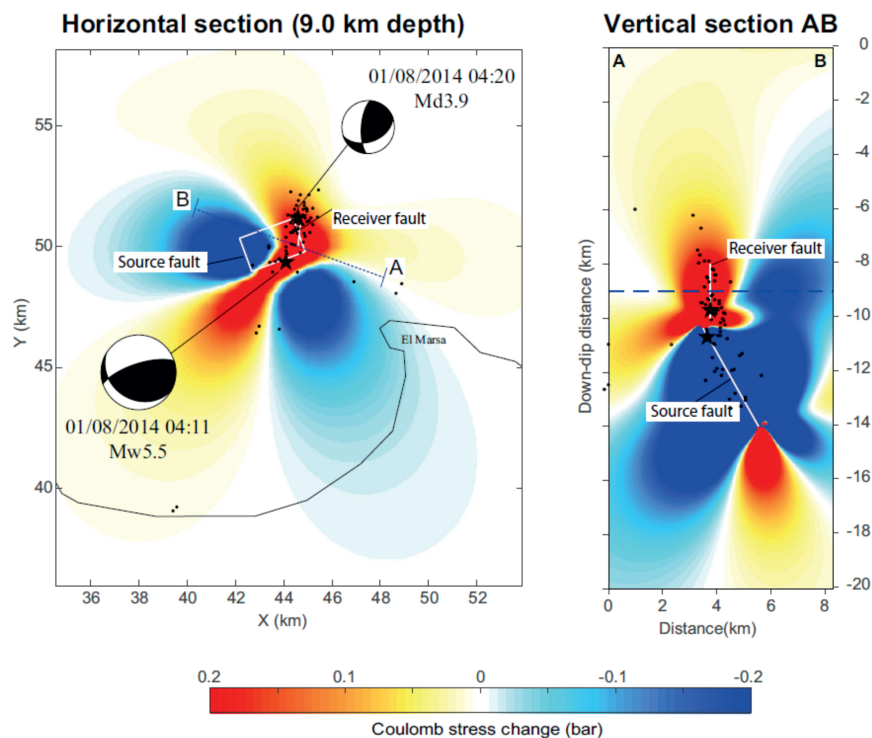 Horizontal section (9.0 km depth)
01/08/2014 04:20
Md3.9
55
50
45
40
Y (km)
B
Receiver fault
Source fault
A
El Marsa
01/08/2014 04:11
Mw5.5
36 38 40 42 44 46 48 50 52
X (km)
Vertical section AB
A B
0
-2
-4
-6
-8
-10
-12
-14
-16
-18
-20
Down-dip distance (km)
Receiver fault
Source fault
0 2 4 6 8
Distance(km)
0.2 0.1 0 -0.1 -0.2
Coulomb stress change (bar)